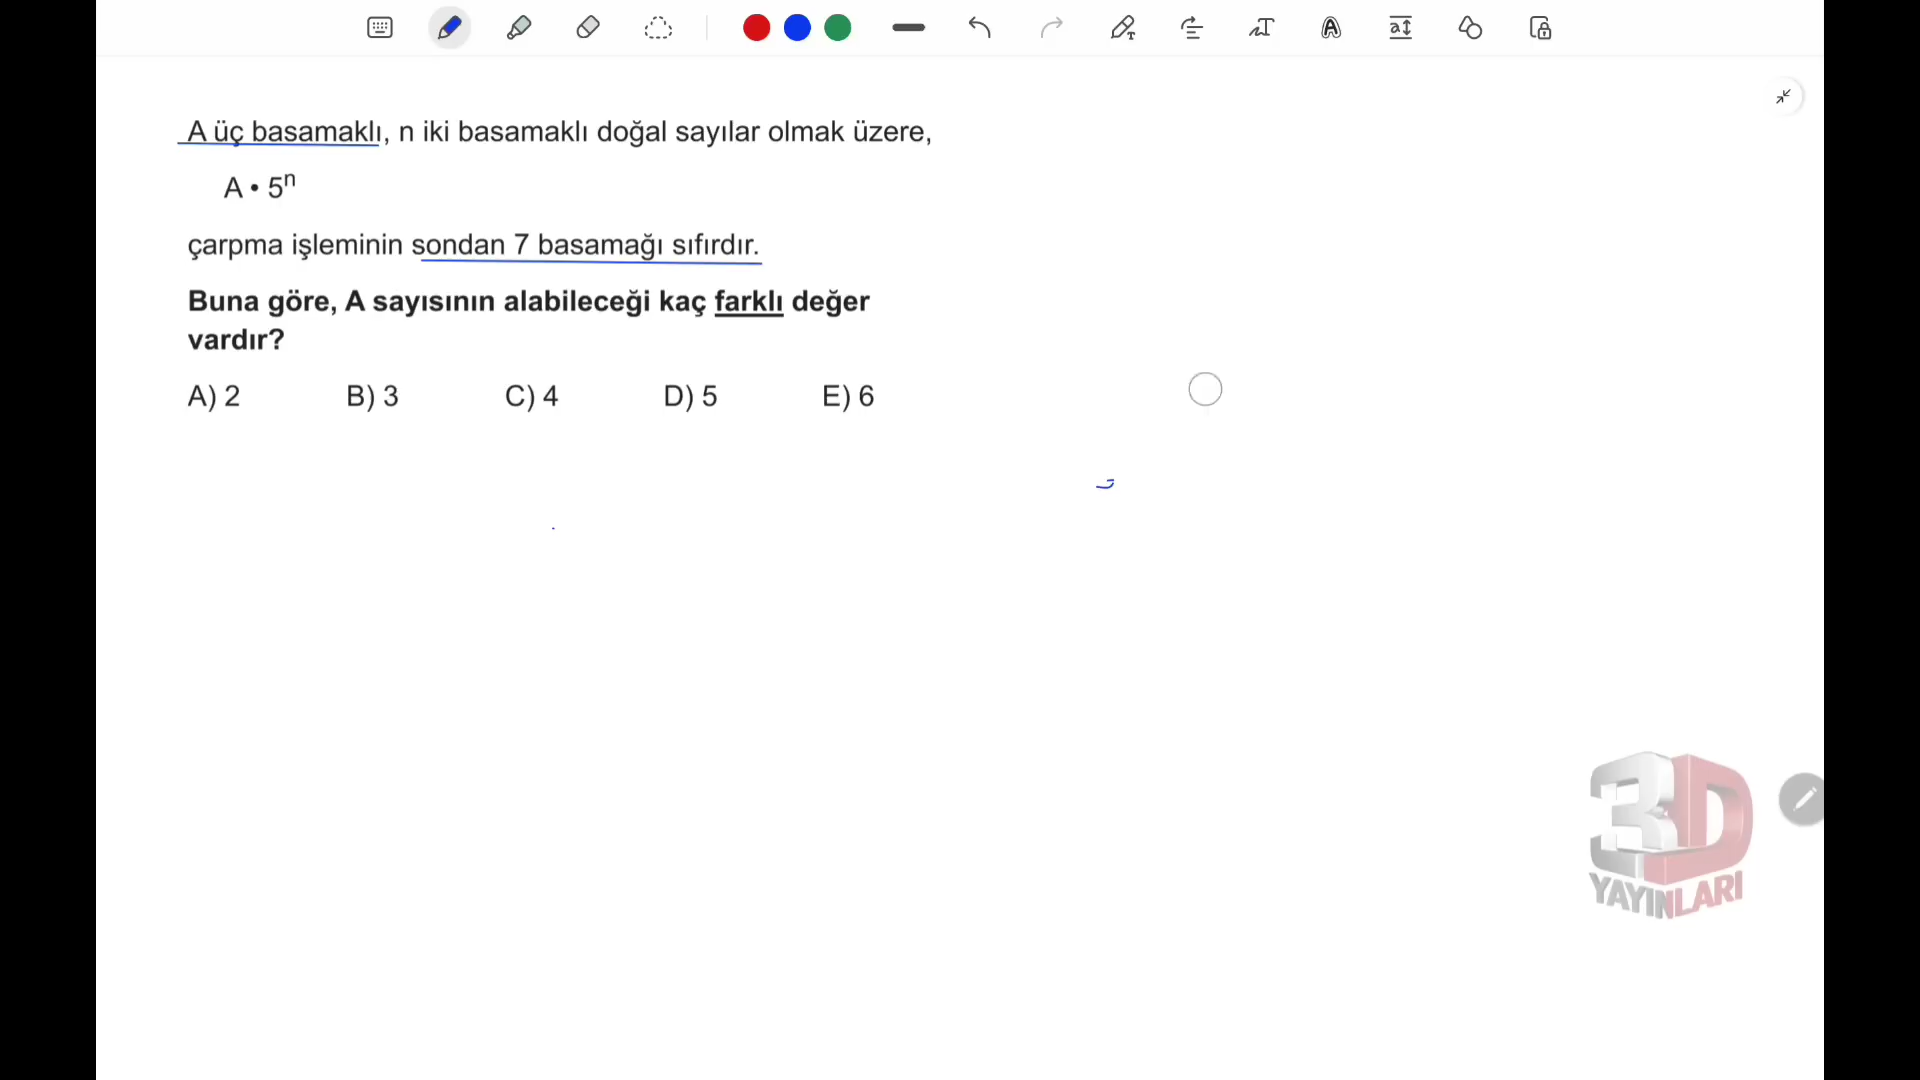 A üç basamaklı, n iki basamaklı doğal sayılar olmak üzere,
A • 5ⁿ
çarpma işleminin sondan 7 basamağı sıfırdır.
Buna göre, A sayısının alabileceği kaç farklı değer
vardır?
A) 2 B) 3 C) 4 D) 5 E) 6
3D
YAYINLARI